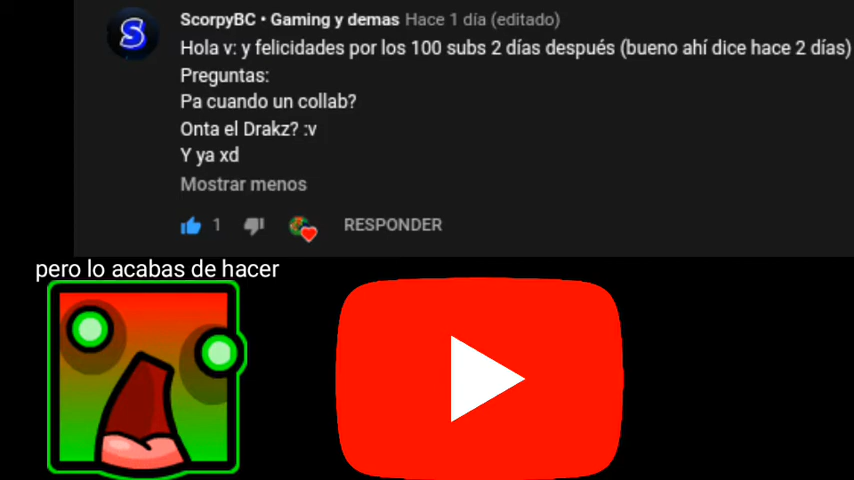 ScorpyBC • Gaming y demas Hace 1 día (editado)
Hola v: y felicidades por los 100 subs 2 días después (bueno ahí dice hace 2 días)
Preguntas:
Pa cuando un collab?
Onta el Drakz? :v
Y ya xd
Mostrar menos
1 RESPONDER
pero lo acabas de hacer